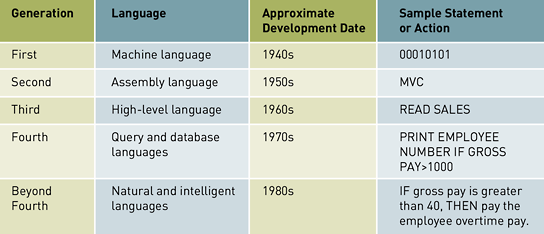 Generation Language Approximate Development Date Sample Statement or Action
First Machine language 1940s 00010101
Second Assembly language 1950s MVC
Third High-level language 1960s READ SALES
Fourth Query and database languages 1970s PRINT EMPLOYEE NUMBER IF GROSS PAY>1000
Beyond Fourth Natural and intelligent languages 1980s IF gross pay is greater than 40, THEN pay the employee overtime pay.